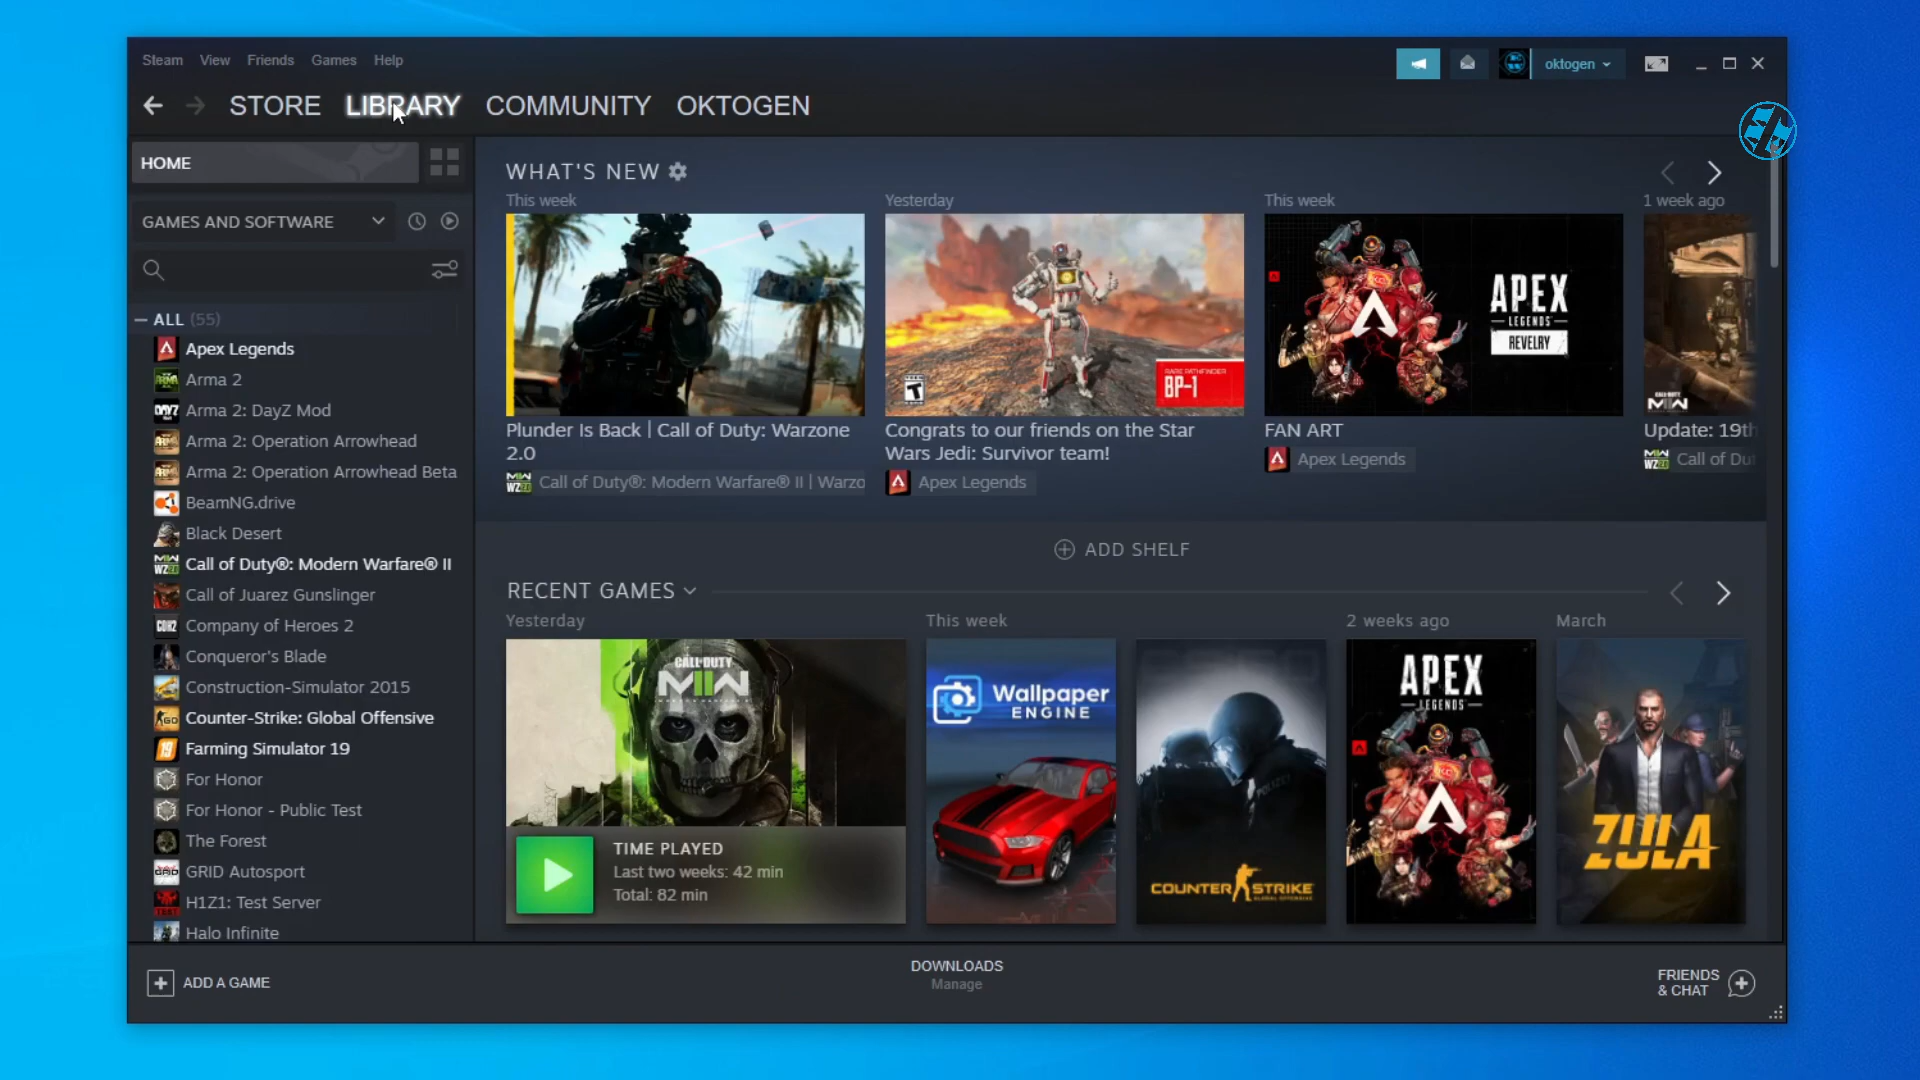 Steam View Friends Games Help
oktogen
STORE LIBRARY COMMUNITY OKTOGEN
HOME
GAMES AND SOFTWARE
ALL (55)
Apex Legends
Arma 2
Arma 2: DayZ Mod
Arma 2: Operation Arrowhead
Arma 2: Operation Arrowhead Beta
BeamNG.drive
Black Desert
Call of Duty®: Modern Warfare® II
Call of Juarez Gunslinger
Company of Heroes 2
Conqueror's Blade
Construction-Simulator 2015
Counter-Strike: Global Offensive
Farming Simulator 19
For Honor
For Honor - Public Test
The Forest
GRID Autosport
H1Z1: Test Server
Halo Infinite
WHAT'S NEW
This week
Yesterday
This week
1 week ago
T
RARE PATHFINDER
BP-1
APEX
LEGENDS
REVELRY
Plunder Is Back | Call of Duty: Warzone
2.0
Call of Duty®: Modern Warfare® II | Warzo
Congrats to our friends on the Star
Wars Jedi: Survivor team!
Apex Legends
FAN ART
Apex Legends
Update: 19th
Call of Dut
ADD SHELF
RECENT GAMES
Yesterday
This week
2 weeks ago
March
CALL OF DUTY
MWII
TIME PLAYED
Last two weeks: 42 min
Total: 82 min
Wallpaper
ENGINE
COUNTER STRIKE
GLOBAL OFFENSIVE
APEX
LEGENDS
ZULA
ADD A GAME
DOWNLOADS
Manage
FRIENDS
& CHAT